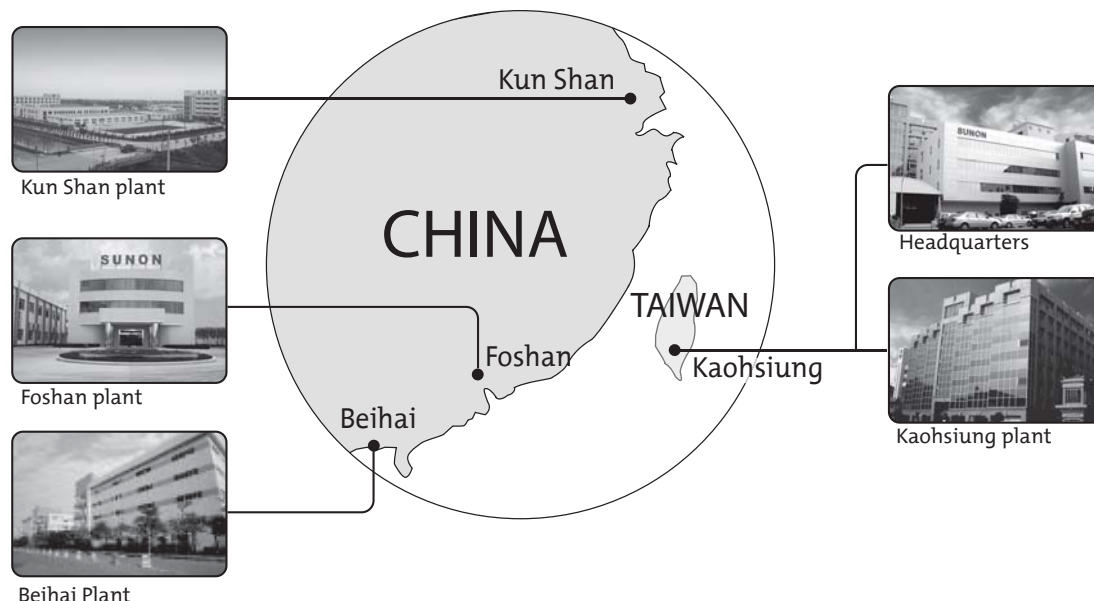 Kun Shan
Kun Shan plant
SUNON
Headquarters
CHINA
SUNON
Foshan plant
TAIWAN
Foshan
Kaohsiung
Beihai
Kaohsiung plant
Beihai Plant